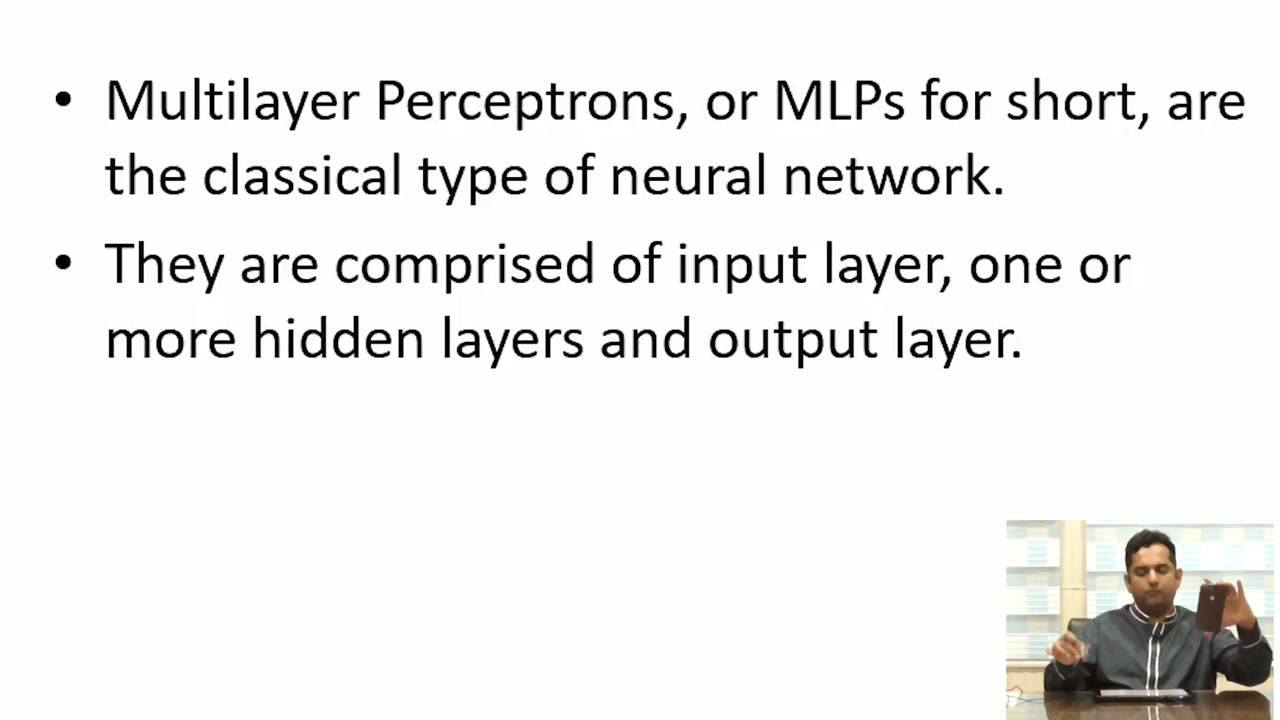 • Multilayer Perceptrons, or MLPs for short, are
the classical type of neural network.
• They are comprised of input layer, one or
more hidden layers and output layer.